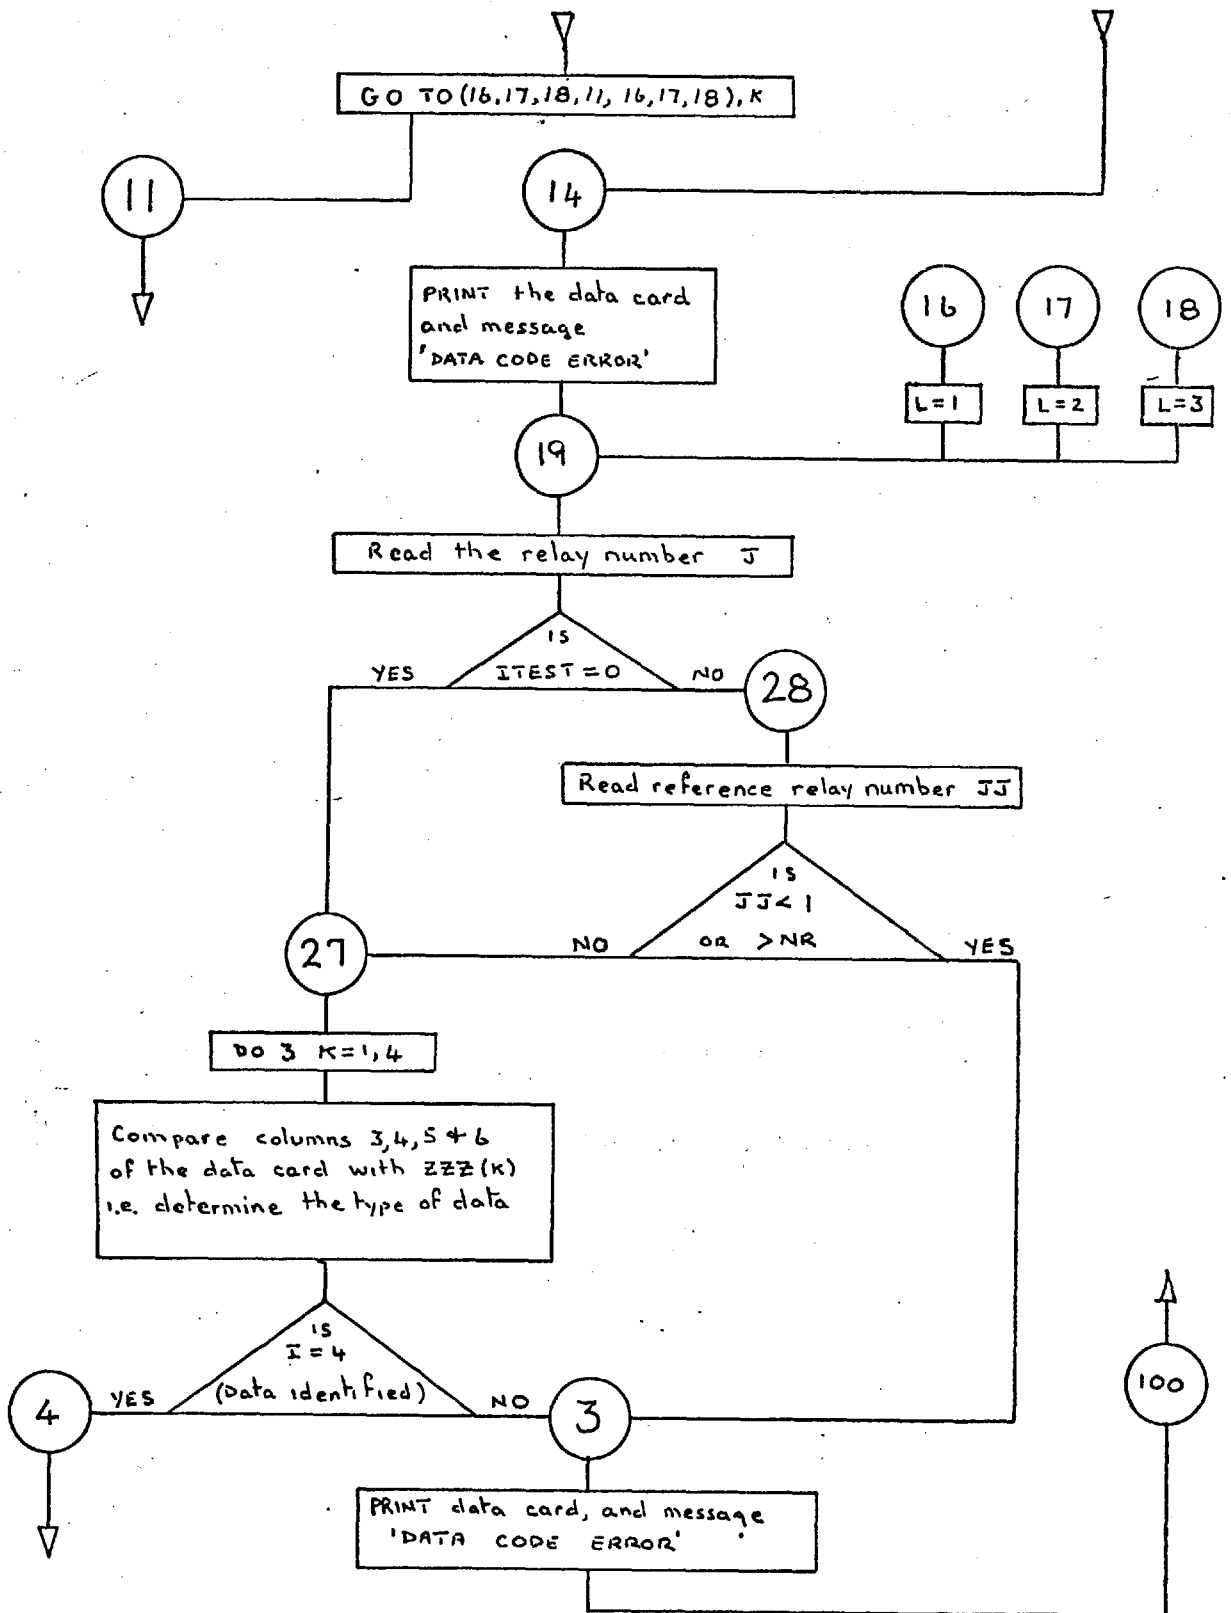 GO TO (16,17,18,11,16,17,18), K
11
14
PRINT the data card
and message
'DATA CODE ERROR'
16
17
18
L=1
L=2
L=3
19
Read the relay number J
IS
ITEST = 0
YES
NO
28
Read reference relay number JJ
IS
JJ < 1
OR > NR
NO
YES
27
DO 3 K=1,4
Compare columns 3,4,5 & 6
of the data card with ZZZ(K)
i.e. determine the type of data
IS
I = 4
(Data identified)
YES
NO
4
3
100
PRINT data card, and message
'DATA CODE ERROR'